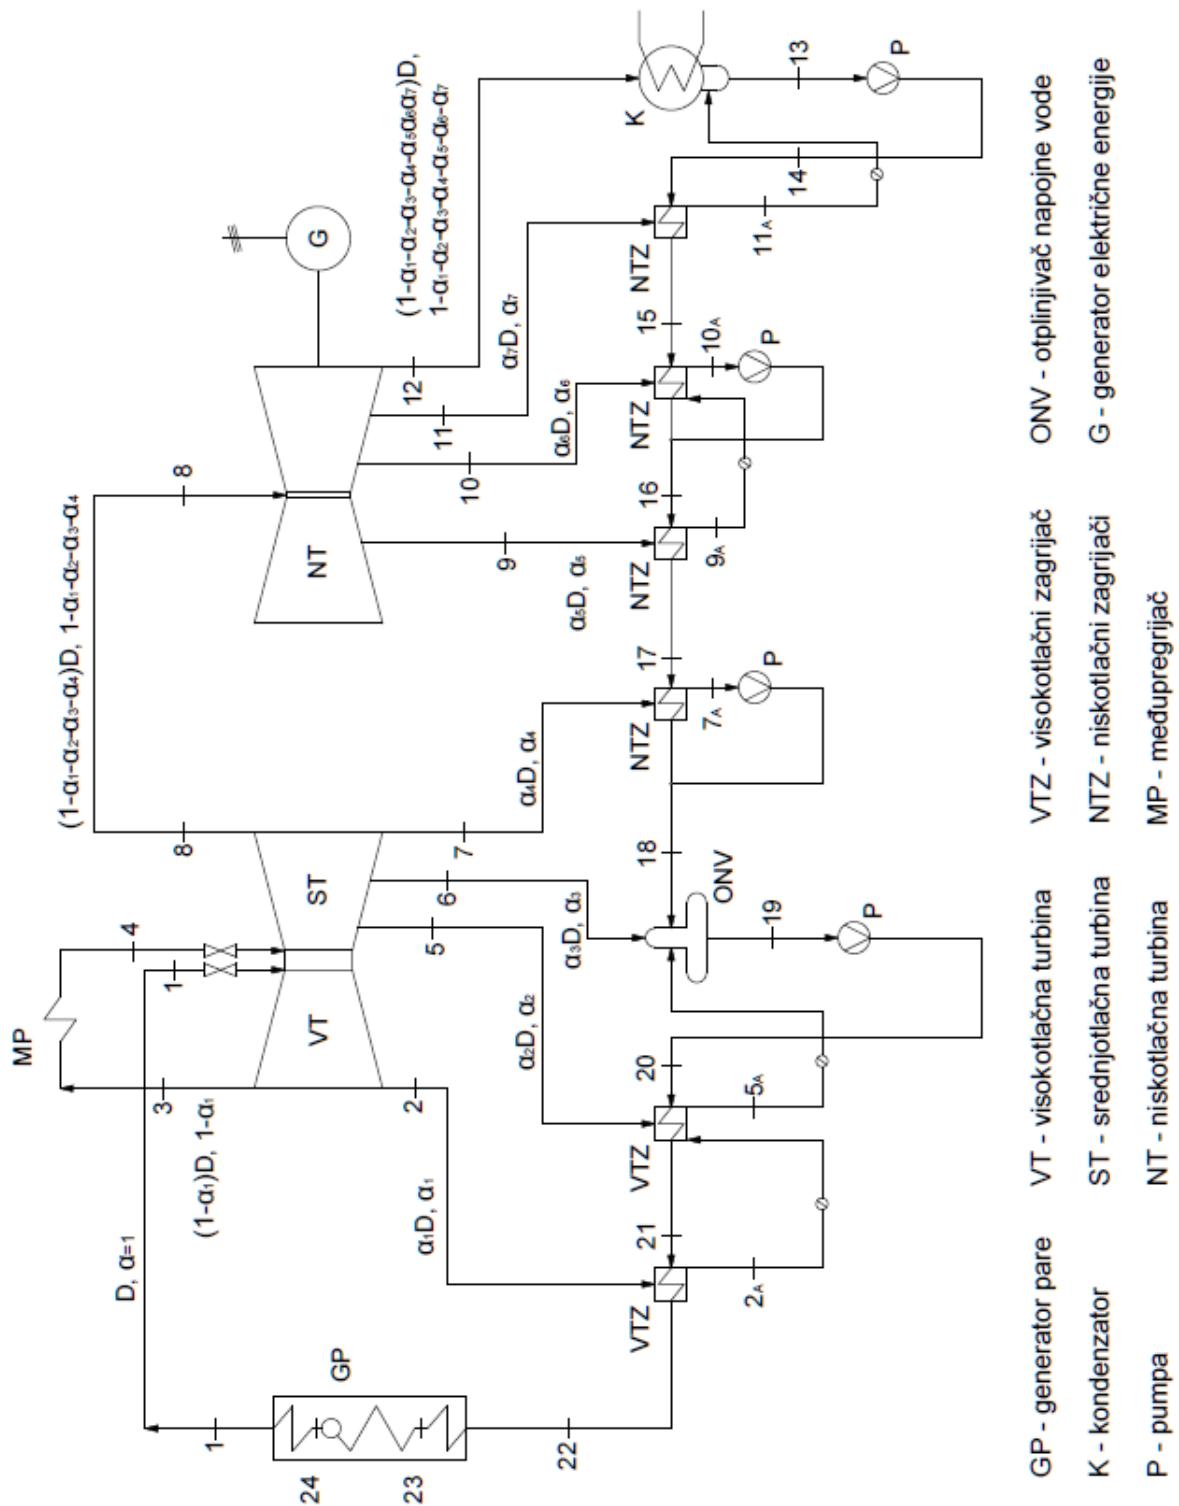 MP
(1-α₁-α₂-α₃-α₄)D, 1-α₁-α₂-α₃-α₄
D, α=1
4
1
3
8
8
(1-α₁)D, 1-α₁
1
24
GP
23
VT
ST
NT
G
(1-α₁-α₂-α₃-α₄-α₅α₆α₇)D,
1-α₁-α₂-α₃-α₄-α₅-α₆-α₇
2
5
6
7
12
11
10
9
α₁D, α₁
α₂D, α₂
α₃D, α₃
α₄D, α₄
α₅D, α₅
α₆D, α₆
α₇D, α₇
22
VTZ
21
VTZ
20
18
NTZ
17
NTZ
16
NTZ
15
NTZ
K
ONV
2A
5A
19
7A
9A
10A
11A
14
13
P
P
P
P
GP - generator pare
VT - visokotlačna turbina
VTZ - visokotlačni zagrijač
ONV - otplinjivač napojne vode
K - kondenzator
ST - srednjotlačna turbina
NTZ - niskotlačni zagrijači
G - generator električne energije
P - pumpa
NT - niskotlačna turbina
MP - međupregrijač